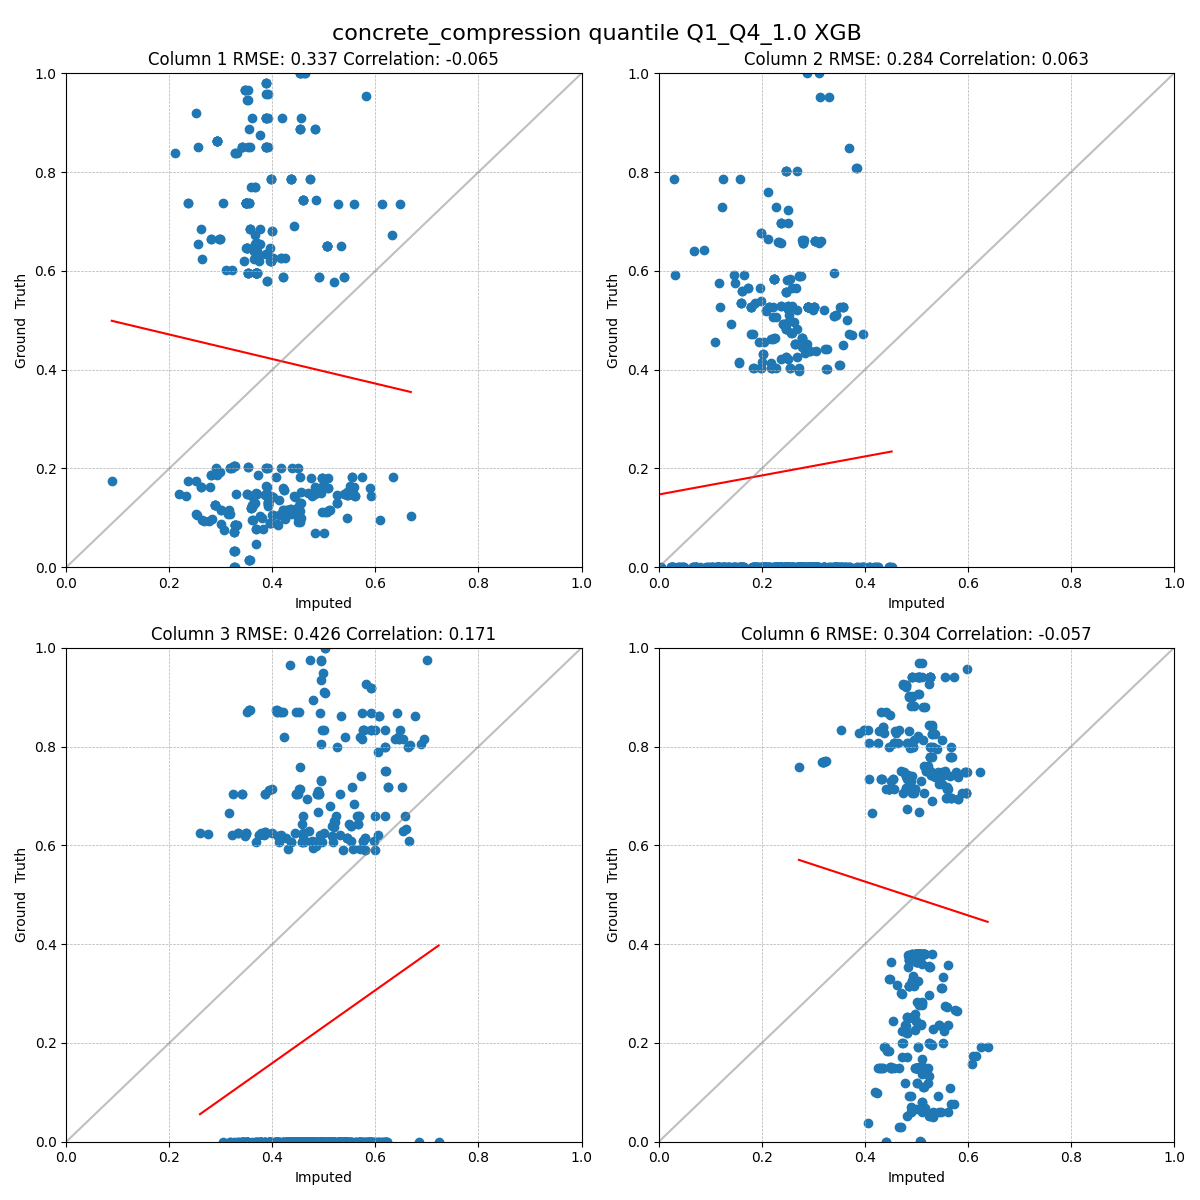 concrete_compression quantile Q1_Q4_1.0 XGB
Column 1 RMSE: 0.337 Correlation: -0.065
Column 2 RMSE: 0.284 Correlation: 0.063
1.0
0.8
0.6
0.4
0.2
0.0
Ground Truth
0.0 0.2 0.4 0.6 0.8 1.0
Imputed
1.0
0.8
0.6
0.4
0.2
0.0
Ground Truth
0.0 0.2 0.4 0.6 0.8 1.0
Imputed
Column 3 RMSE: 0.426 Correlation: 0.171
Column 6 RMSE: 0.304 Correlation: -0.057
1.0
0.8
0.6
0.4
0.2
0.0
Ground Truth
0.0 0.2 0.4 0.6 0.8 1.0
Imputed
1.0
0.8
0.6
0.4
0.2
0.0
Ground Truth
0.0 0.2 0.4 0.6 0.8 1.0
Imputed